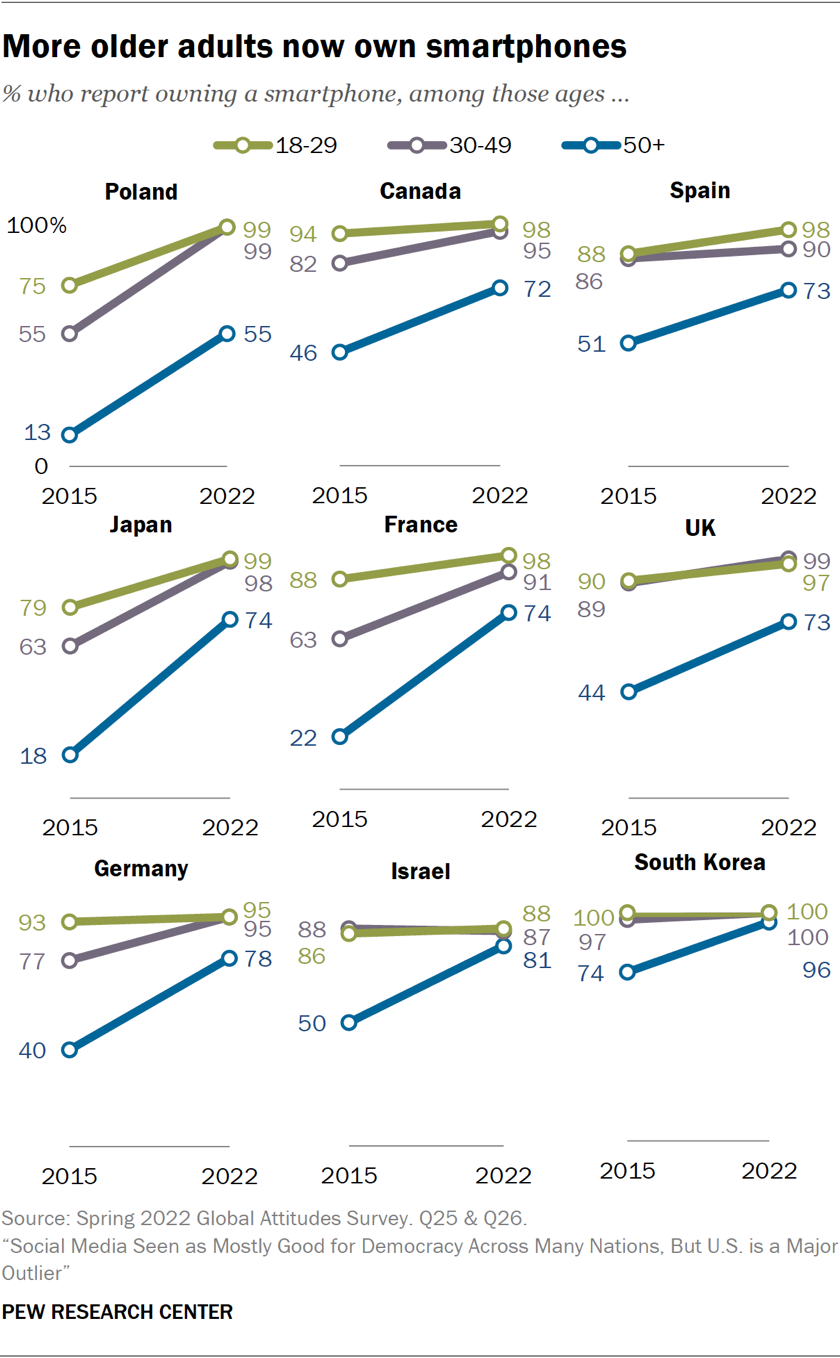 More older adults now own smartphones
% who report owning a smartphone, among those ages ...
18-29 30-49 50+
Poland Canada Spain
100% 99 94 98 98
99 82 95 88 90
75 86
55 55 46 72 51 73
13
0
2015 2022 2015 2022 2015 2022
Japan France UK
99 88 98 90 99
79 98 91 89 97
63 63 74
74 73
18 22 44
2015 2022 2015 2022 2015 2022
Germany Israel South Korea
93 95 88 88 100 100
95 86 87 97 100
77 78 81 74 96
40 50
2015 2022 2015 2022 2015 2022
Source: Spring 2022 Global Attitudes Survey. Q25 & Q26.
“Social Media Seen as Mostly Good for Democracy Across Many Nations, But U.S. is a Major
Outlier”
PEW RESEARCH CENTER